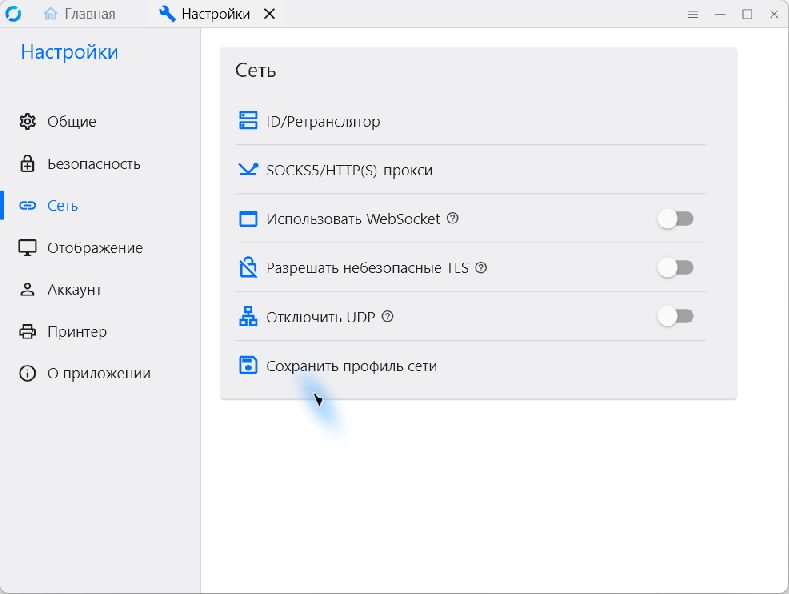 Главная
Настройки
Настройки
Общие
Безопасность
Сеть
Отображение
Аккаунт
Принтер
О приложении
Сеть
ID/Ретранслятор
SOCKS5/HTTP(S) прокси
Использовать WebSocket
Разрешать небезопасные TLS
Отключить UDP
Сохранить профиль сети